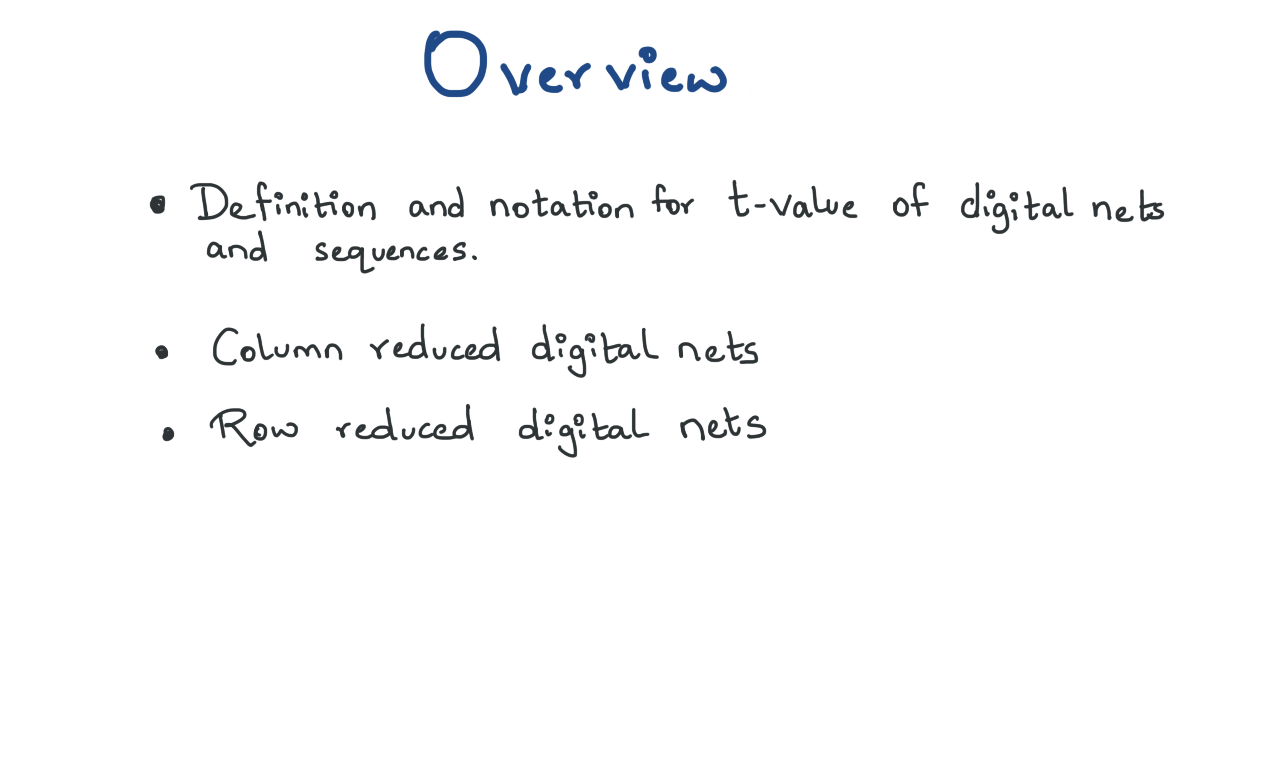 Overview
• Definition and notation for t-value of digital nets
and sequences.
• Column reduced digital nets
• Row reduced digital nets